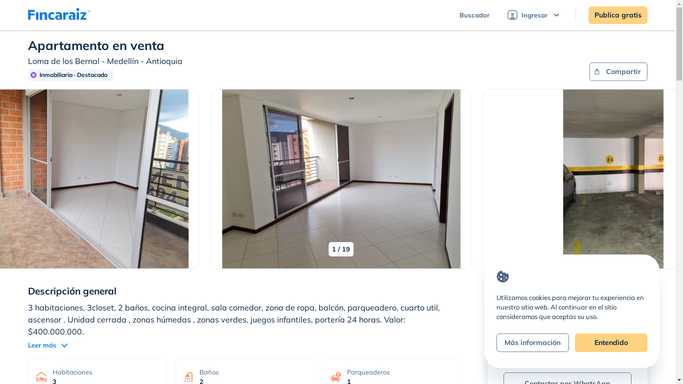 Fincaraiz
Buscador
Ingresar
Publica gratis
Apartamento en venta
Loma de los Bernal - Medellín - Antioquia
Inmobiliaria · Destacado
Compartir
1 / 19
Descripción general
3 habitaciones, 3closet, 2 baños, cocina integral, sala comedor, zona de ropa, balcón, parqueadero, cuarto util,
ascensor . Unidad cerrada , zonas húmedas , zonas verdes, juegos infantiles, portería 24 horas. Valor:
$400.000.000.
Leer más
Habitaciones
3
Baños
2
Parqueaderos
1
Utilizamos cookies para mejorar tu experiencia en
nuestro sitio web. Al continuar en el sitio
consideramos que aceptas su uso.
Más información
Entendido
Contactar por WhatsApp